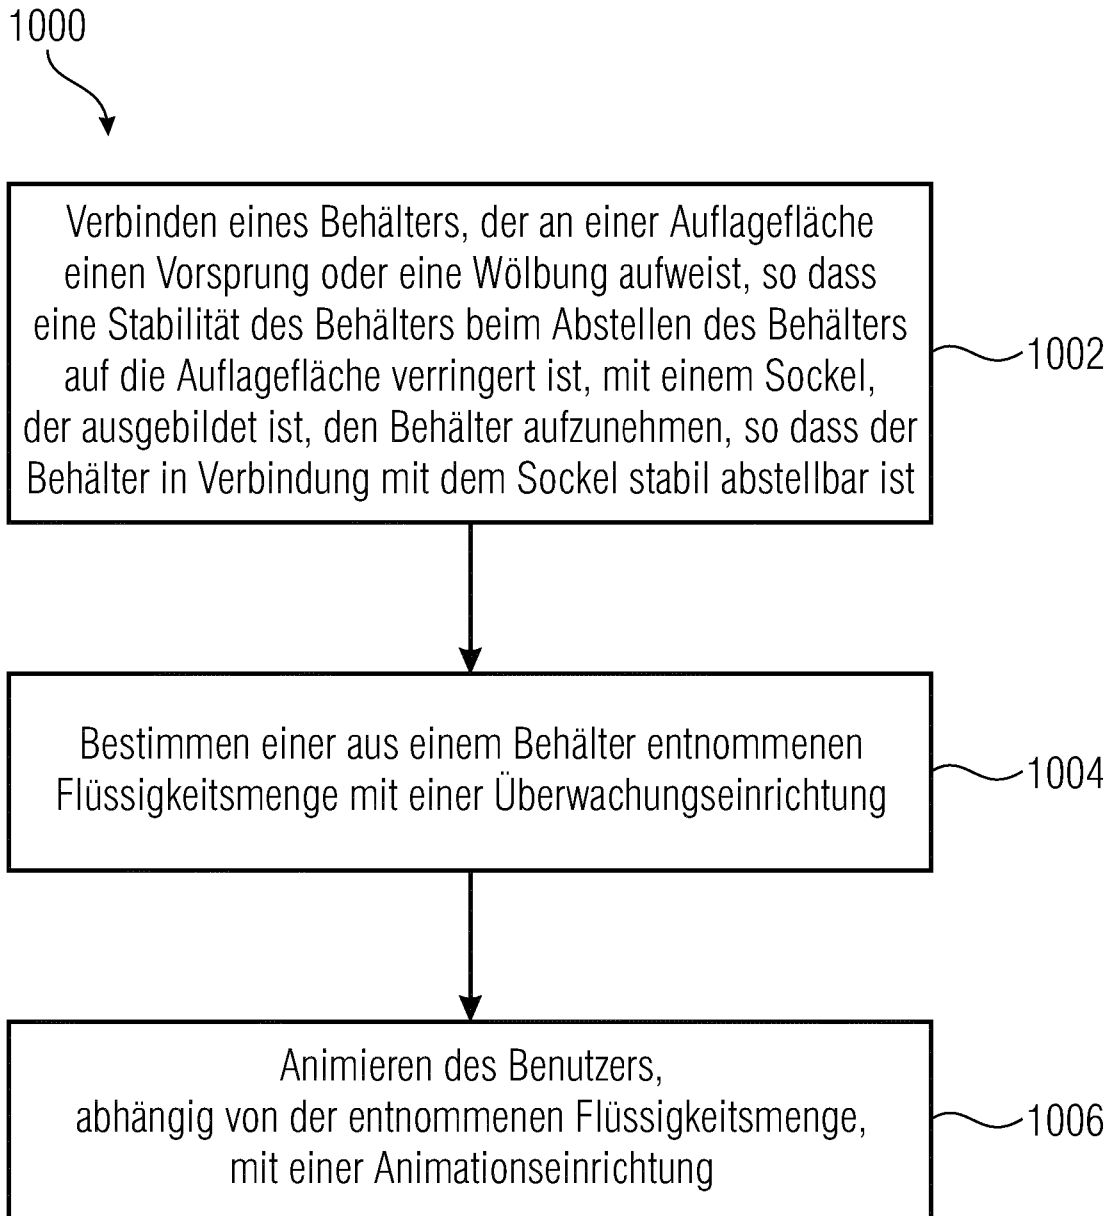 1000
Verbinden eines Behälters, der an einer Auflagefläche
einen Vorsprung oder eine Wölbung aufweist, so dass
eine Stabilität des Behälters beim Abstellen des Behälters
auf die Auflagefläche verringert ist, mit einem Sockel,
der ausgebildet ist, den Behälter aufzunehmen, so dass der
Behälter in Verbindung mit dem Sockel stabil abstellbar ist
1002
Bestimmen einer aus einem Behälter entnommenen
Flüssigkeitsmenge mit einer Überwachungseinrichtung
1004
Animieren des Benutzers,
abhängig von der entnommenen Flüssigkeitsmenge,
mit einer Animationseinrichtung
1006